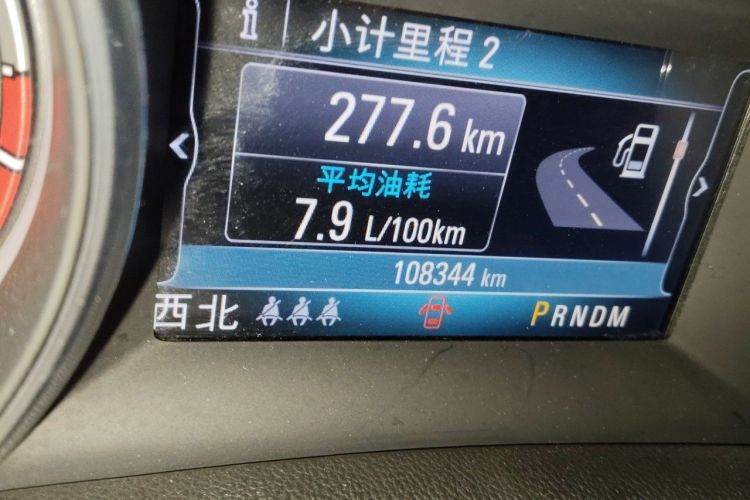 小计里程 2
277.6 km
平均油耗
7.9 L/100km
108344 km
西北 PRNDM